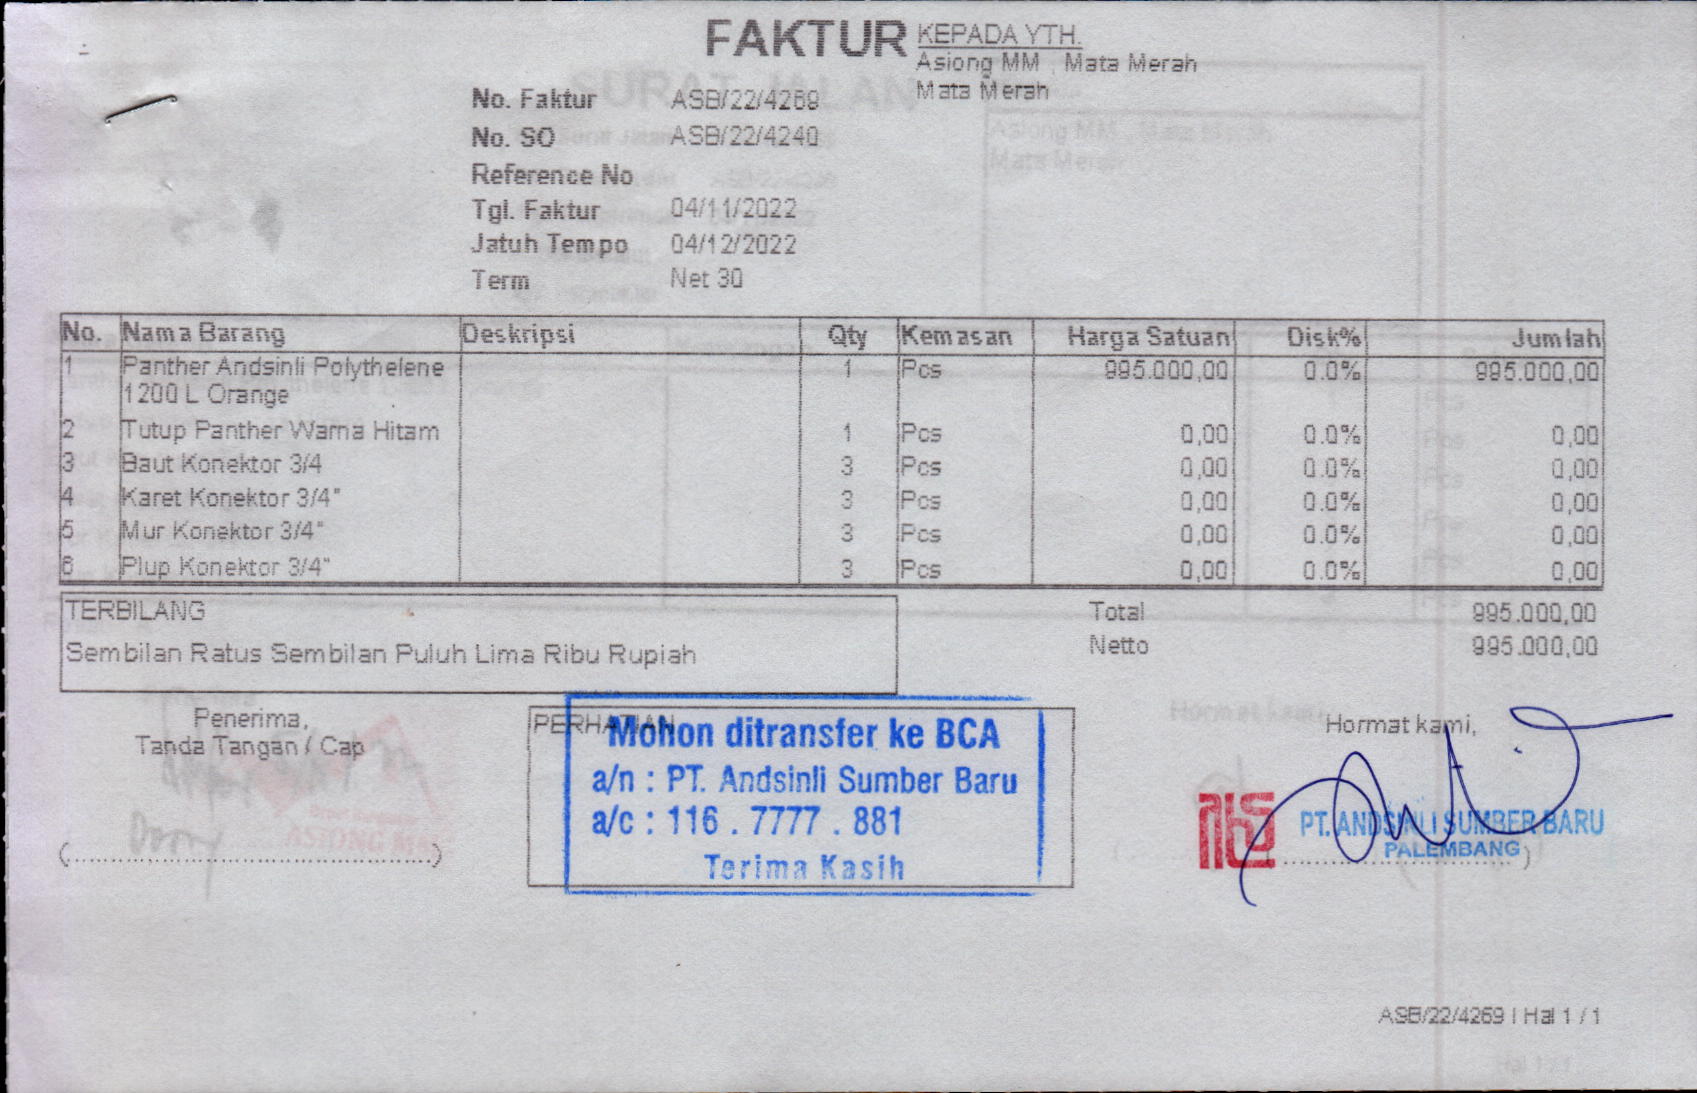 FAKTUR
KEPADA YTH.
Asiong MM , Mata Merah
Mata Merah
No. Faktur ASB/22/4269
No. SO ASB/22/4240
Reference No
Tgl. Faktur 04/11/2022
Jatuh Tempo 04/12/2022
Term Net 30
No. Nama Barang Deskripsi Qty Kemasan Harga Satuan Disk% Jumlah
1 Panther Andsinli Polythelene 1 Pcs 995.000,00 0.0% 995.000,00
1200 L Orange
2 Tutup Panther Warna Hitam 1 Pcs 0,00 0.0% 0,00
3 Baut Konektor 3/4 3 Pcs 0,00 0.0% 0,00
4 Karet Konektor 3/4" 3 Pcs 0,00 0.0% 0,00
5 Mur Konektor 3/4" 3 Pcs 0,00 0.0% 0,00
6 Plup Konektor 3/4" 3 Pcs 0,00 0.0% 0,00
TERBILANG
Sembilan Ratus Sembilan Puluh Lima Ribu Rupiah
Total 995.000,00
Netto 995.000,00
Penerima,
Tanda Tangan / Cap
PERHATIAN
Mohon ditransfer ke BCA
a/n : PT. Andsinli Sumber Baru
a/c : 116 . 7777 . 881
Terima Kasih
Hormat kami,
PT. ANDSINLI SUMBER BARU
PALEMBANG
ASB/22/4269 | Hal 1 / 1